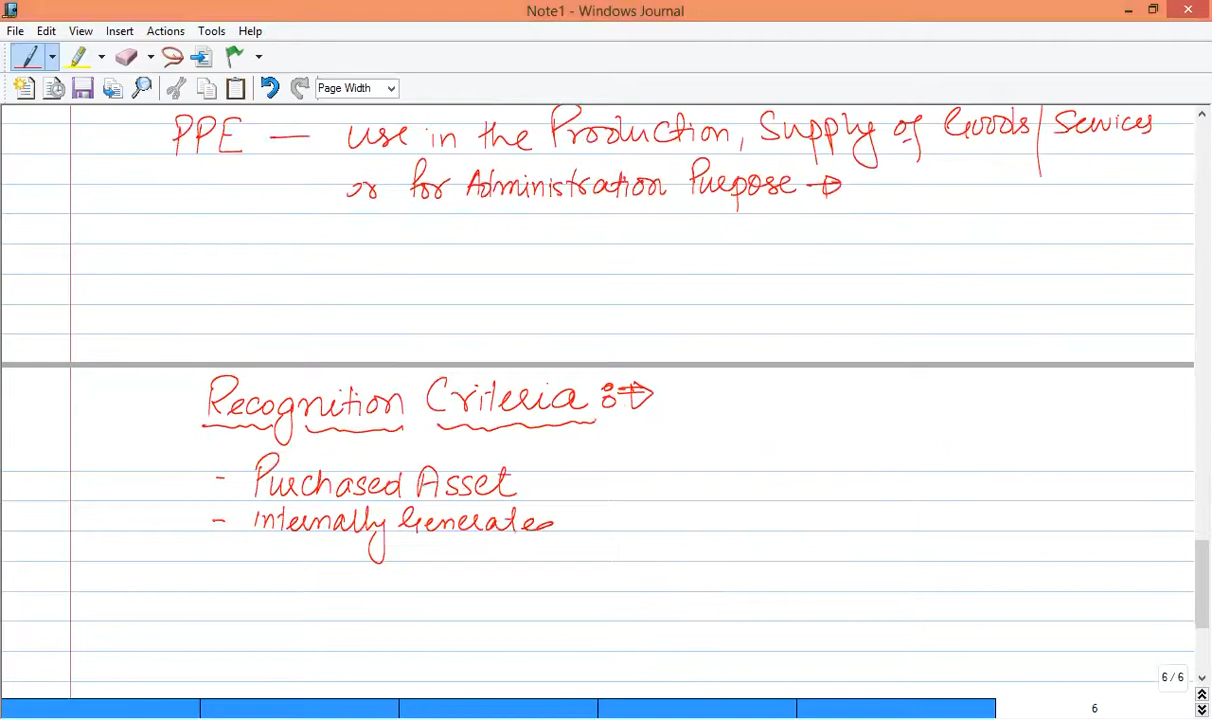 Note1 - Windows Journal
File Edit View Insert Actions Tools Help
Page Width
PPE — use in the Production, Supply of Goods/Services
or for Administration Purpose →
Recognition Criteria :→
- Purchased Asset
- Internally Generated
6 / 6
6